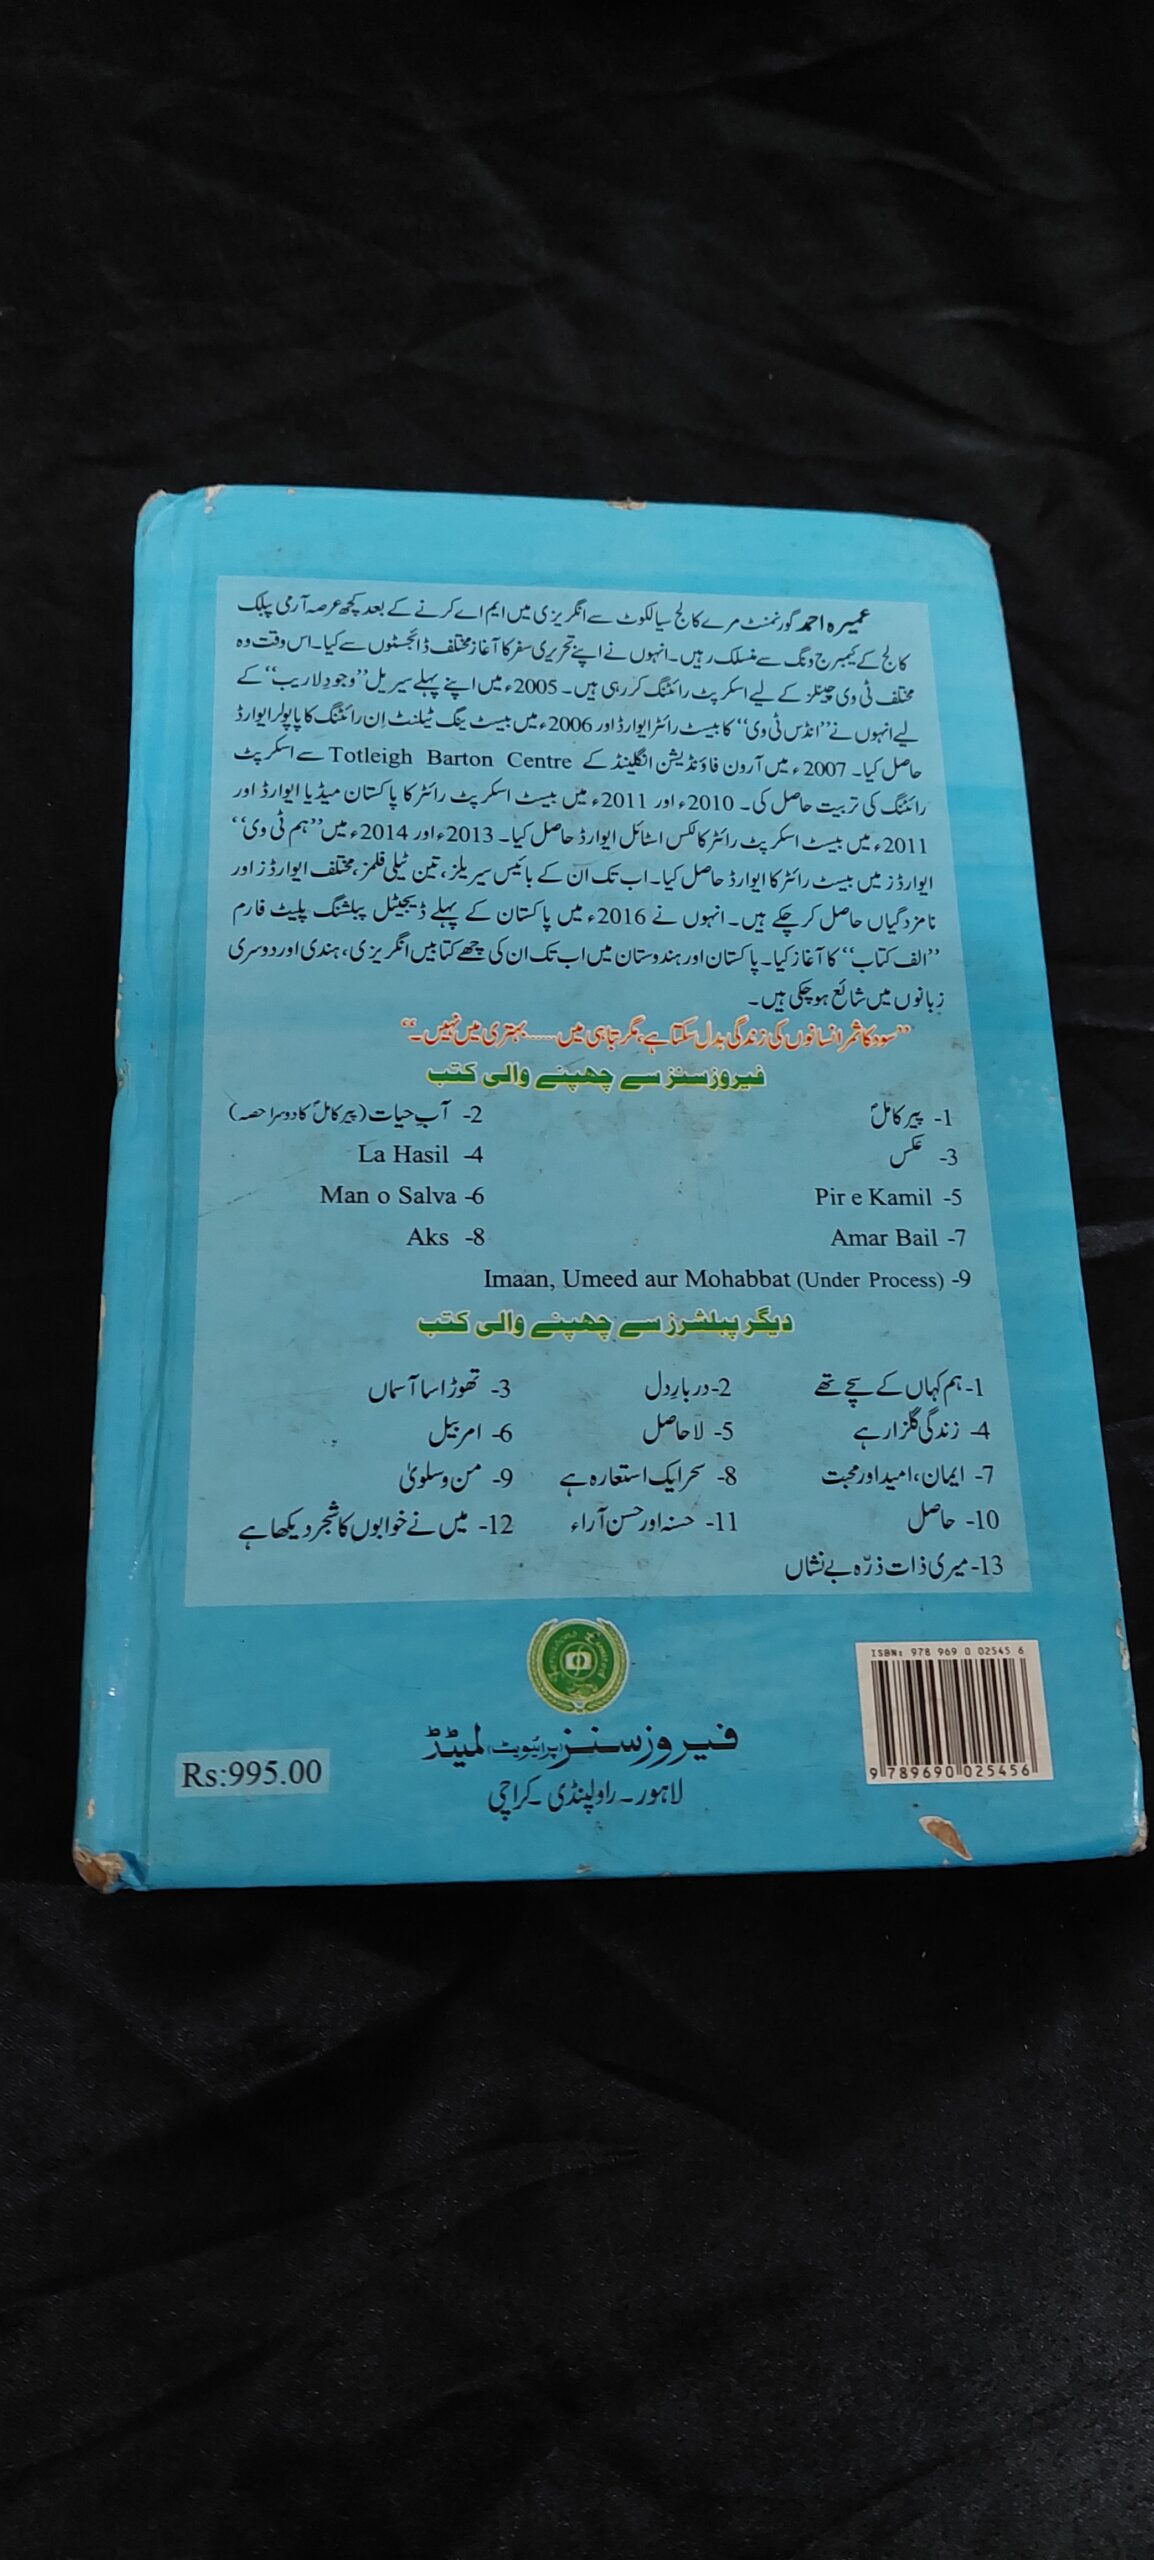 عمیرہ احمد گورنمنٹ مرے کالج سیالکوٹ سے انگریزی میں ایم اے کرنے کے بعد کچھ عرصہ آرمی پبلک
کالج کے کیمبرج ونگ سے منسلک رہیں۔ انہوں نے اپنے تحریری سفر کا آغاز مختلف ڈائجسٹوں سے کیا۔ اس وقت وہ
مختلف ٹی وی چینلز کے لیے اسکرپٹ رائٹنگ کر رہی ہیں۔ 2005ء میں اپنے پہلے سیریل ”وجودِ لاریب“ کے
لیے انہوں نے ”انڈس ٹی وی“ کا بیسٹ رائٹر ایوارڈ اور 2006ء میں بیسٹ ینگ ٹیلنٹ اِن رائٹنگ کا پاپولر ایوارڈ
حاصل کیا۔ 2007ء میں آرون فاؤنڈیشن انگلینڈ کے Totleigh Barton Centre سے اسکرپٹ
رائٹنگ کی تربیت حاصل کی۔ 2010ء اور 2011ء میں بیسٹ اسکرپٹ رائٹر کا پاکستان میڈیا ایوارڈ اور
2011ء میں بیسٹ اسکرپٹ رائٹر کا لکس اسٹائل ایوارڈ حاصل کیا۔ 2013ء اور 2014ء میں ”ہم ٹی وی“
ایوارڈز میں بیسٹ رائٹر کا ایوارڈ حاصل کیا۔ اب تک اُن کے بائیس سیریلز، تین ٹیلی فلمز، مختلف ایوارڈز اور
نامزدگیاں حاصل کر چکے ہیں۔ انہوں نے 2016ء میں پاکستان کے پہلے ڈیجیٹل پبلشنگ پلیٹ فارم
”الف کتاب“ کا آغاز کیا۔ پاکستان اور ہندوستان میں اب تک ان کی چھے کتابیں انگریزی، ہندی اور دوسری
زبانوں میں شائع ہو چکی ہیں۔
”سود کا ثمر انسانوں کی زندگی بدل سکتا ہے، مگر تباہی میں ..... بہتری میں نہیں۔“
فیروز سنز سے چھپنے والی کتب
1- پیر کاملؐ 2- آبِ حیات (پیر کاملؐ کا دوسرا حصہ)
3- عکس 4- La Hasil
5- Pir e Kamil 6- Man o Salva
7- Amar Bail 8- Aks
9- Imaan, Umeed aur Mohabbat (Under Process)
دیگر پبلشرز سے چھپنے والی کتب
1- ہم کہاں کے سچے تھے 2- دربارِ دل 3- تھوڑا سا آسماں
4- زندگی گلزار ہے 5- لاحاصل 6- امر بیل
7- ایمان، امید اور محبت 8- سحر ایک استعارہ ہے 9- من و سلویٰ
10- حاصل 11- حسنہ اور حسن آراء 12- میں نے خوابوں کا شجر دیکھا ہے
13- میری ذات ذرّہ بے نشاں
فیروز سنز (پرائیویٹ) لمیٹڈ
لاہور۔ راولپنڈی۔ کراچی
Rs:995.00
ISBN: 978 969 0 02545 6
9 789690 025456